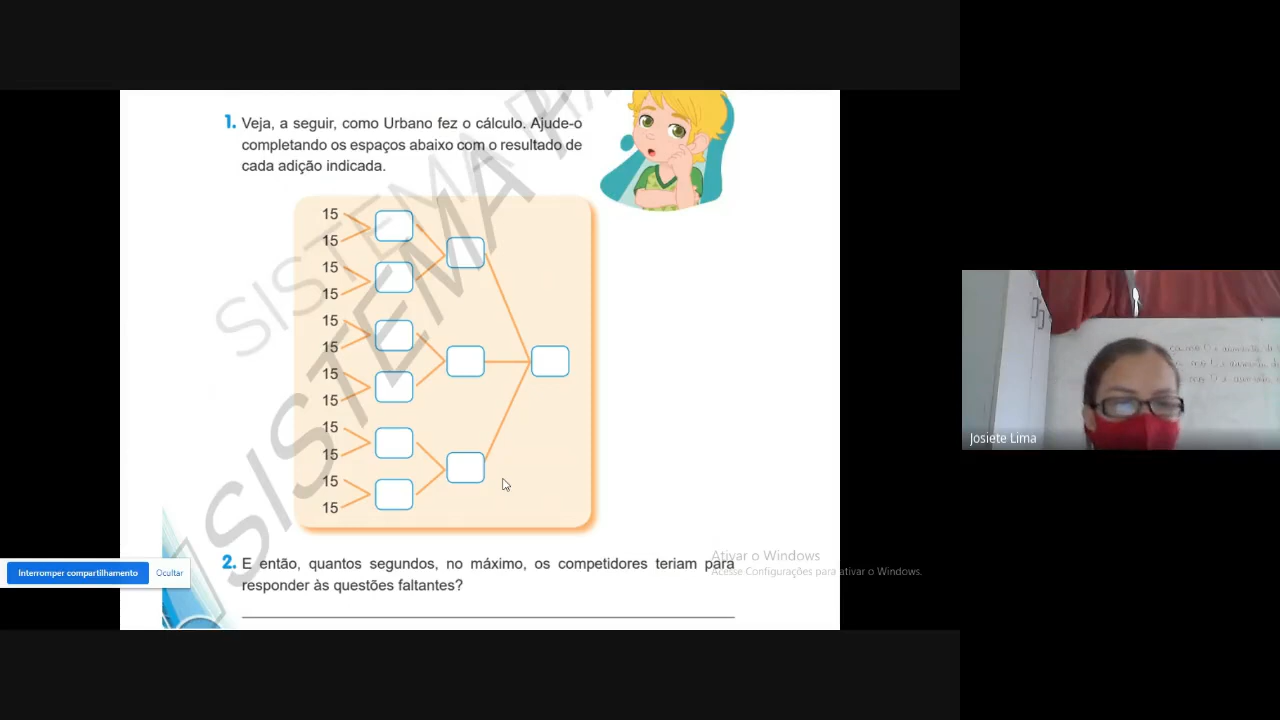 1. Veja, a seguir, como Urbano fez o cálculo. Ajude-o
completando os espaços abaixo com o resultado de
cada adição indicada.
15
15
15
15
15
15
15
15
15
15
15
15
SISTEMA
SISTEMA
2. E então, quantos segundos, no máximo, os competidores teriam para
responder às questões faltantes?
Interromper compartilhamento Ocultar
Ativar o Windows
Acesse Configurações para ativar o Windows.
Josiete Lima